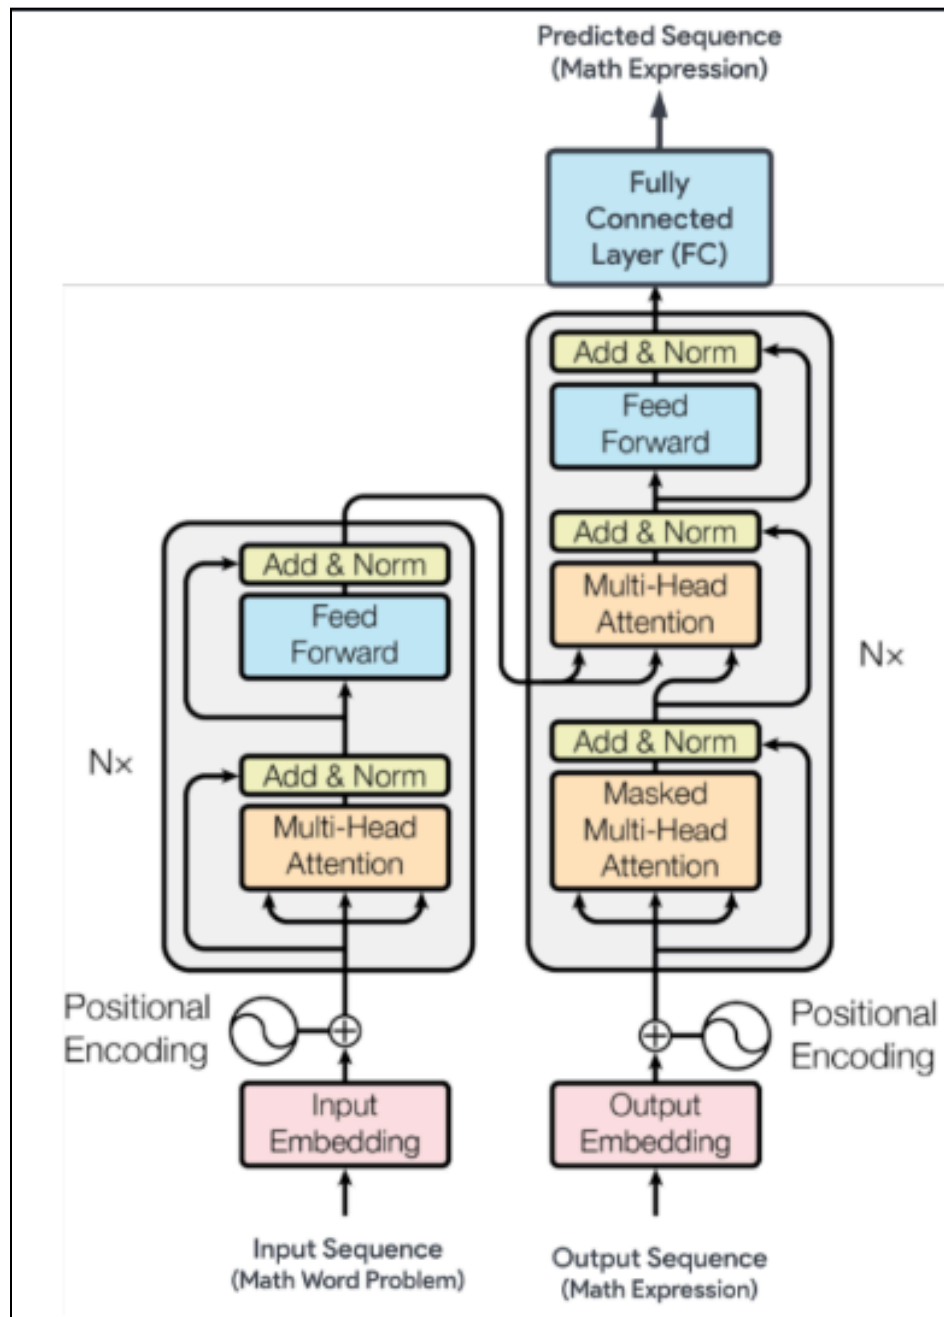 Predicted Sequence
(Math Expression)
Fully
Connected
Layer (FC)
Add & Norm
Feed
Forward
Add & Norm
Multi-Head
Attention
Nx
Add & Norm
Masked
Multi-Head
Attention
Add & Norm
Feed
Forward
Nx
Add & Norm
Multi-Head
Attention
Positional
Encoding
Positional
Encoding
Input
Embedding
Output
Embedding
Input Sequence
(Math Word Problem)
Output Sequence
(Math Expression)